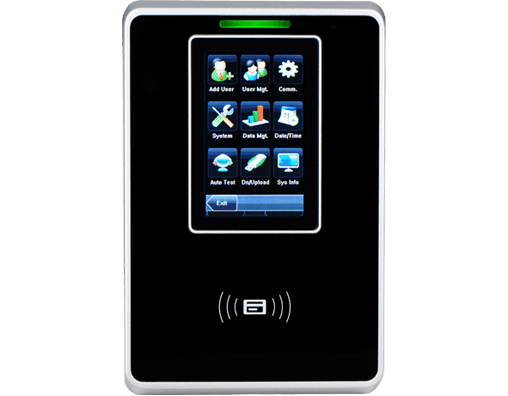 Add User User Mgt. Comm.
System Data Mgt. Date/Time
Auto Test Dn/Upload Sys Info
Exit